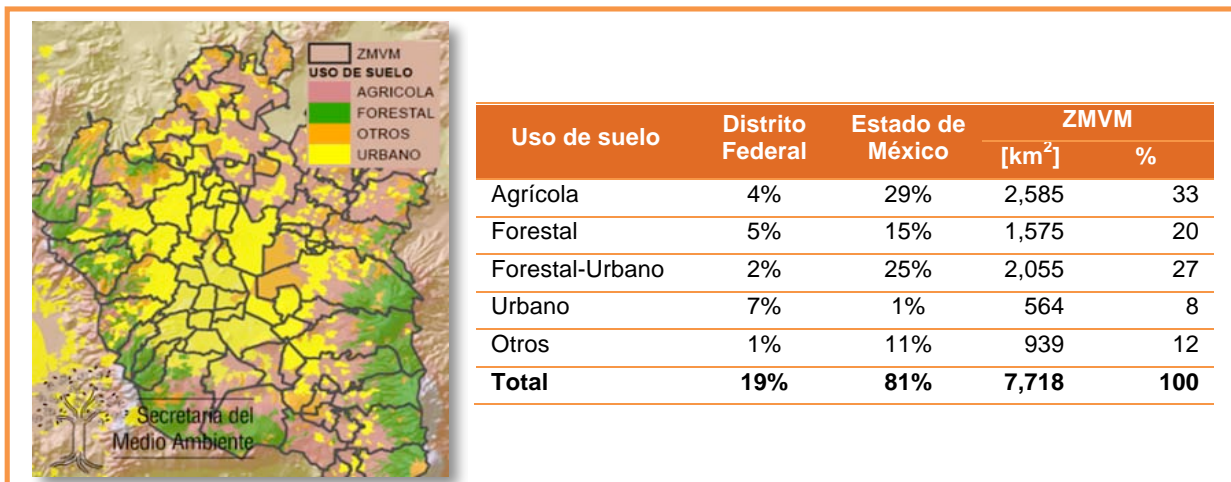 ZMVM
USO DE SUELO
AGRICOLA
FORESTAL
OTROS
URBANO
Secretaría del
Medio Ambiente
Uso de suelo Distrito Federal Estado de México ZMVM
[km²] %
Agrícola 4% 29% 2,585 33
Forestal 5% 15% 1,575 20
Forestal-Urbano 2% 25% 2,055 27
Urbano 7% 1% 564 8
Otros 1% 11% 939 12
Total 19% 81% 7,718 100